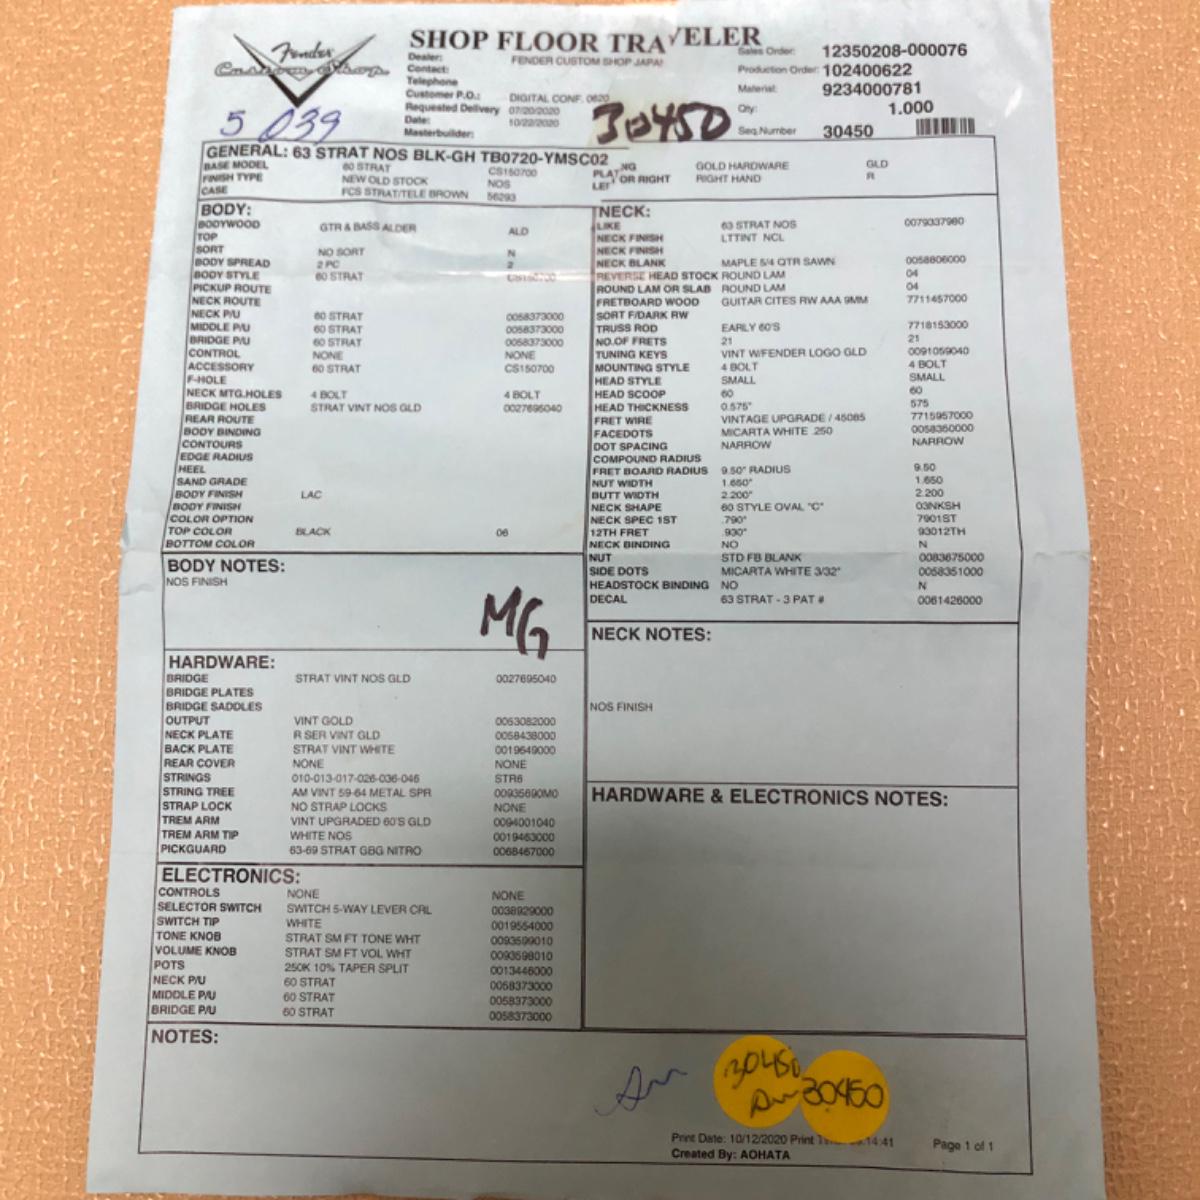 Fender
Custom Shop
SHOP FLOOR TRAVELER
Dealer: FENDER CUSTOM SHOP JAPAN
Contact:
Telephone
Customer P.O.: DIGITAL CONF. 0620
Requested Delivery 07/20/2020
Date: 10/22/2020
Masterbuilder:
Sales Order: 12350208-000076
Production Order: 102400622
Material: 9234000781
Qty: 1.000
Seq.Number 30450
5 039
30450
GENERAL: 63 STRAT NOS BLK-GH TB0720-YMSC02
BASE MODEL 60 STRAT CS150700
FINISH TYPE NEW OLD STOCK NOS
CASE FCS STRAT/TELE BROWN 56293
PLAT NG GOLD HARDWARE GLD
LEF OR RIGHT RIGHT HAND R
BODY:
BODYWOOD GTR & BASS ALDER ALD
TOP
SORT NO SORT N
BODY SPREAD 2 PC 2
BODY STYLE 60 STRAT CS150700
PICKUP ROUTE
NECK ROUTE
NECK P/U 60 STRAT 0058373000
MIDDLE P/U 60 STRAT 0058373000
BRIDGE P/U 60 STRAT 0058373000
CONTROL NONE NONE
ACCESSORY 60 STRAT CS150700
F-HOLE
NECK MTG.HOLES 4 BOLT 4 BOLT
BRIDGE HOLES STRAT VINT NOS GLD 0027695040
REAR ROUTE
BODY BINDING
CONTOURS
EDGE RADIUS
HEEL
SAND GRADE
BODY FINISH LAC
BODY FINISH
COLOR OPTION
TOP COLOR BLACK 06
BOTTOM COLOR
BODY NOTES:
NOS FINISH
MG
HARDWARE:
BRIDGE STRAT VINT NOS GLD 0027695040
BRIDGE PLATES
BRIDGE SADDLES
OUTPUT VINT GOLD 0053082000
NECK PLATE R SER VINT GLD 0058438000
BACK PLATE STRAT VINT WHITE 0019649000
REAR COVER NONE NONE
STRINGS 010-013-017-026-036-046 STR6
STRING TREE AM VINT 59-64 METAL SPR 00935690M0
STRAP LOCK NO STRAP LOCKS NONE
TREM ARM VINT UPGRADED 60'S GLD 0094001040
TREM ARM TIP WHITE NOS 0019463000
PICKGUARD 63-69 STRAT GBG NITRO 0068467000
ELECTRONICS:
CONTROLS NONE NONE
SELECTOR SWITCH SWITCH 5-WAY LEVER CRL 0038929000
SWITCH TIP WHITE 0019554000
TONE KNOB STRAT SM FT TONE WHT 0093599010
VOLUME KNOB STRAT SM FT VOL WHT 0093598010
POTS 250K 10% TAPER SPLIT 0013446000
NECK P/U 60 STRAT 0058373000
MIDDLE P/U 60 STRAT 0058373000
BRIDGE P/U 60 STRAT 0058373000
NECK:
LIKE 63 STRAT NOS 0079337980
NECK FINISH LTTINT NCL
NECK FINISH
NECK BLANK MAPLE 5/4 QTR SAWN 0058806000
REVERSE HEAD STOCK ROUND LAM 04
ROUND LAM OR SLAB ROUND LAM 04
FRETBOARD WOOD GUITAR CITES RW AAA 9MM 7711457000
SORT F/DARK RW
TRUSS ROD EARLY 60'S 7718153000
NO.OF FRETS 21 21
TUNING KEYS VINT W/FENDER LOGO GLD 0091059040
MOUNTING STYLE 4 BOLT 4 BOLT
HEAD STYLE SMALL SMALL
HEAD SCOOP 60 60
HEAD THICKNESS 0.575" 575
FRET WIRE VINTAGE UPGRADE / 45085 7715957000
FACEDOTS MICARTA WHITE .250 0058350000
DOT SPACING NARROW NARROW
COMPOUND RADIUS
FRET BOARD RADIUS 9.50" RADIUS 9.50
NUT WIDTH 1.650" 1.650
BUTT WIDTH 2.200" 2.200
NECK SHAPE 60 STYLE OVAL "C" 03NKSH
NECK SPEC 1ST .790" 7901ST
12TH FRET .930" 93012TH
NECK BINDING NO N
NUT STD FB BLANK 0083675000
SIDE DOTS MICARTA WHITE 3/32" 0058351000
HEADSTOCK BINDING NO N
DECAL 63 STRAT - 3 PAT # 0061426000
NECK NOTES:
NOS FINISH
HARDWARE & ELECTRONICS NOTES:
NOTES:
30450
30450
Print Date: 10/12/2020 Print 14:41
Created By: AOHATA
Page 1 of 1